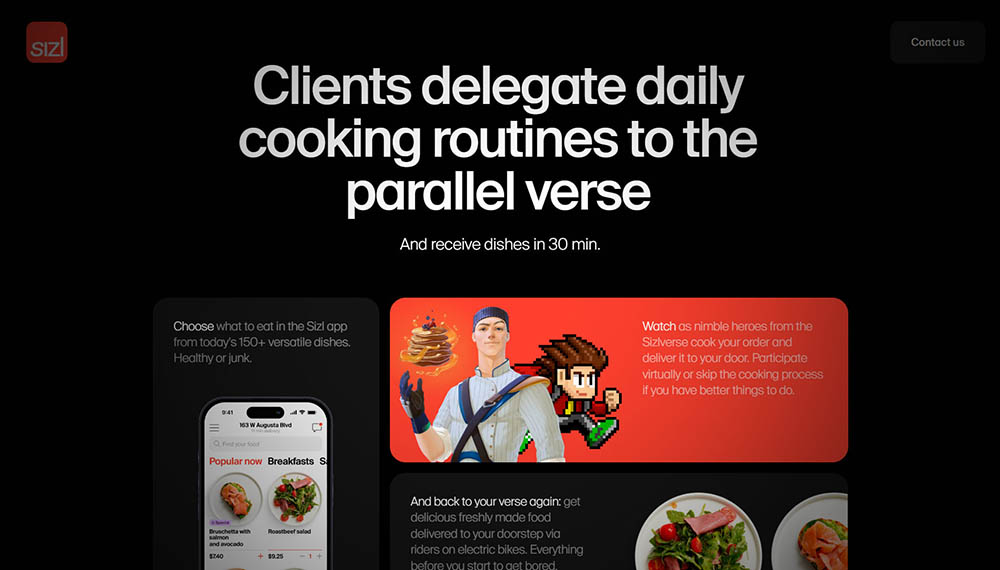 sizl
Contact us
Clients delegate daily
cooking routines to the
parallel verse
And receive dishes in 30 min.
Choose what to eat in the Sizl app
from today's 150+ versatile dishes.
Healthy or junk.
9:41
163 W Augusta Blvd
Find your food
Popular now Breakfasts Sa
Special
Bruschetta with
salmon
and avocado
$7.40 +
Roastbeef salad
$9.25 − 1 +
Watch as nimble heroes from the
Sizlverse cook your order and
deliver it to your door. Participate
virtually or skip the cooking process
if you have better things to do.
And back to your verse again: get
delicious freshly made food
delivered to your doorstep via
riders on electric bikes. Everything
before you start to get bored.